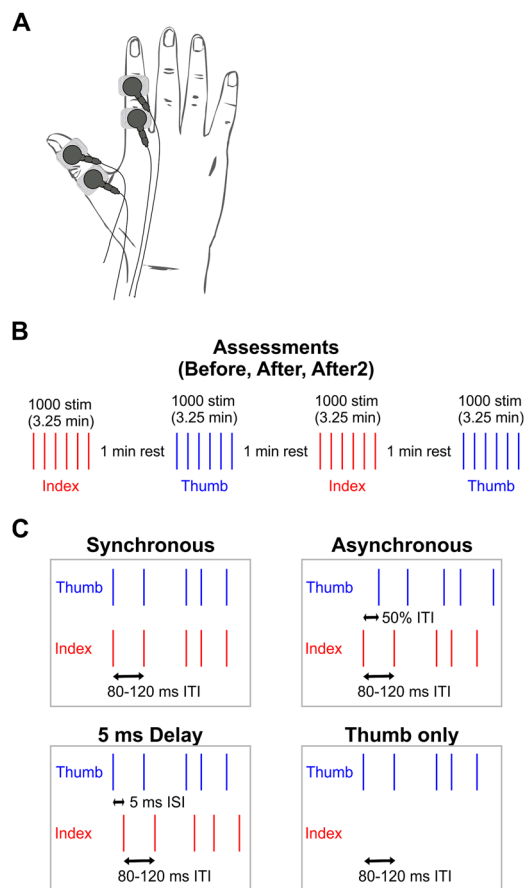 A
B
Assessments
(Before, After, After2)
1000 stim
(3.25 min)
1 min rest
1000 stim
(3.25 min)
1 min rest
1000 stim
(3.25 min)
1 min rest
1000 stim
(3.25 min)
Index
Thumb
Index
Thumb
C
Synchronous
Thumb
Index
80-120 ms ITI
Asynchronous
Thumb
50% ITI
Index
80-120 ms ITI
5 ms Delay
Thumb
5 ms ISI
Index
80-120 ms ITI
Thumb only
Thumb
Index
80-120 ms ITI